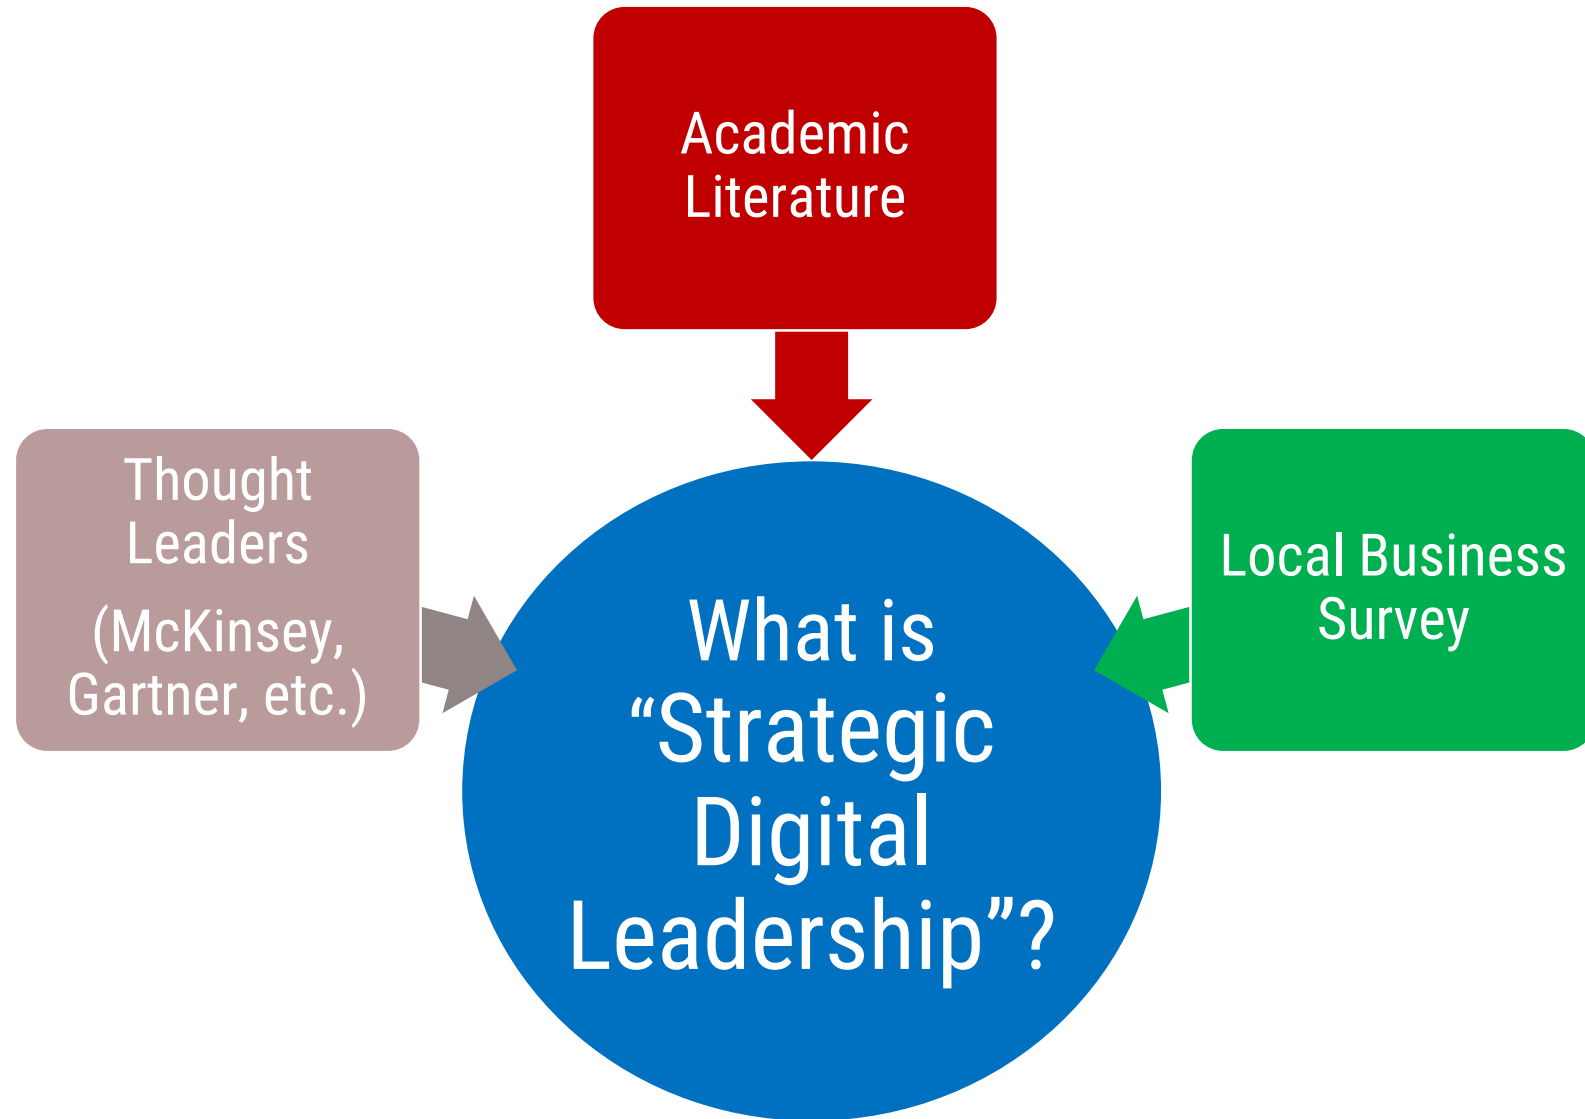 Academic
Literature
Thought
Leaders
(McKinsey,
Gartner, etc.)
What is
“Strategic
Digital
Leadership”?
Local Business
Survey